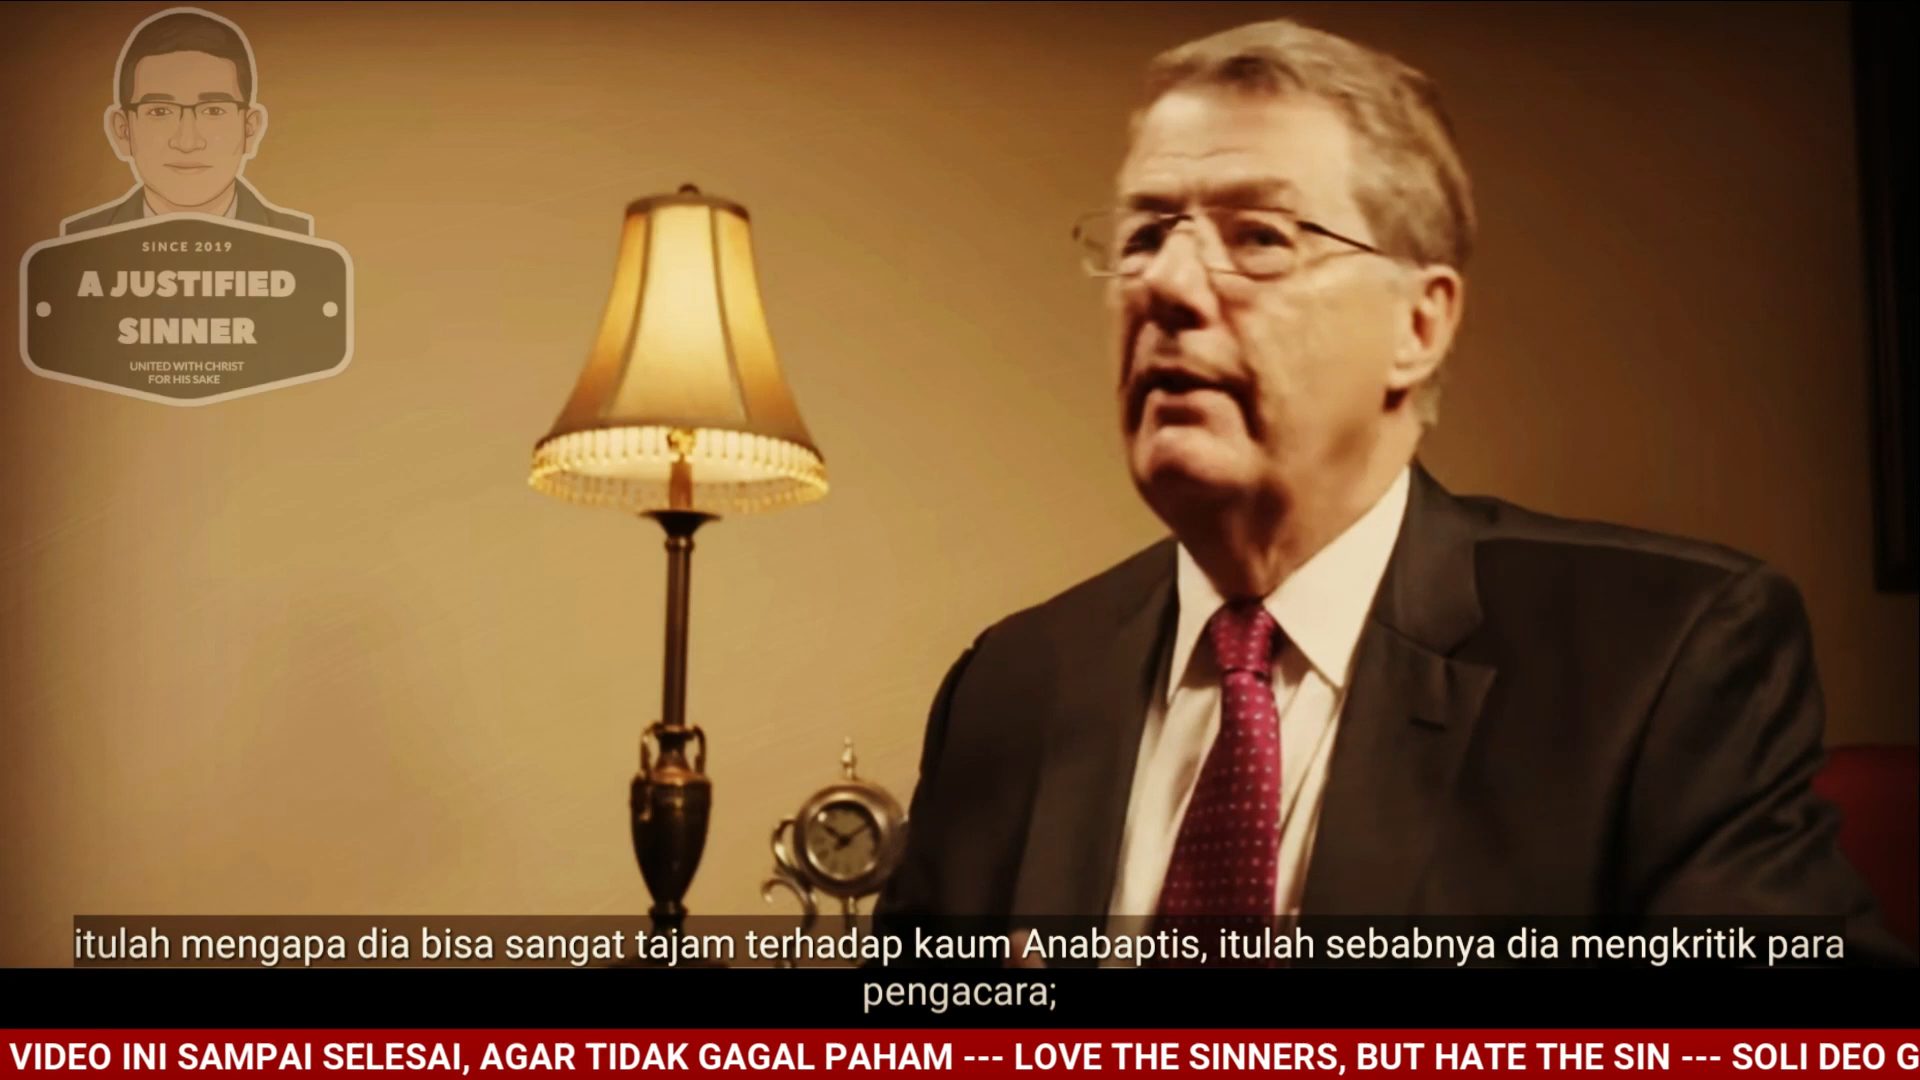 SINCE 2019
A JUSTIFIED
SINNER
UNITED WITH CHRIST
FOR HIS SAKE
itulah mengapa dia bisa sangat tajam terhadap kaum Anabaptis, itulah sebabnya dia mengkritik para
pengacara;
VIDEO INI SAMPAI SELESAI, AGAR TIDAK GAGAL PAHAM --- LOVE THE SINNERS, BUT HATE THE SIN --- SOLI DEO G